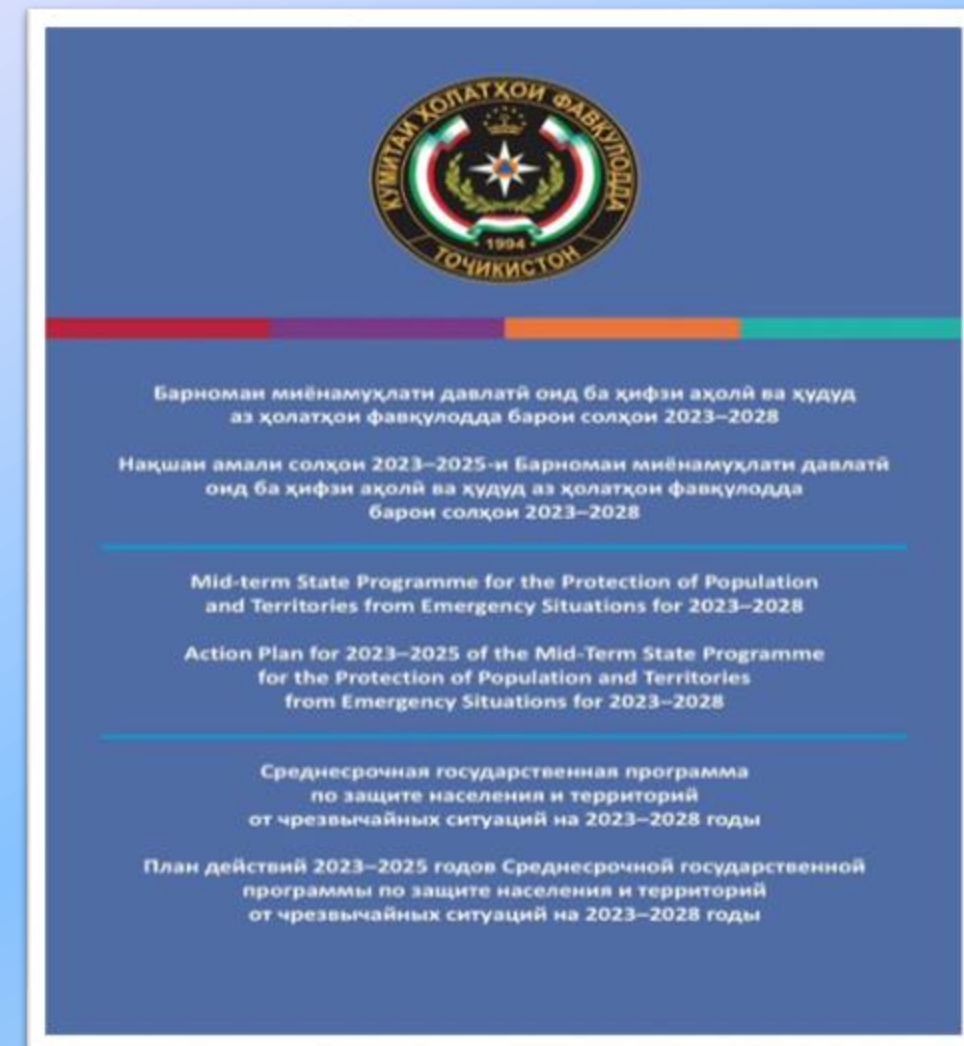 КУМИТАИ ҲОЛАТҲОИ ФАВҚУЛОДДА
1994
ТОҶИКИСТОН
Барномаи миёнамуҳлати давлатӣ оид ба ҳифзи аҳолӣ ва ҳудуд
аз ҳолатҳои фавқулодда барои солҳои 2023–2028
Нақшаи амали солҳои 2023–2025-и Барномаи миёнамуҳлати давлатӣ
оид ба ҳифзи аҳолӣ ва ҳудуд аз ҳолатҳои фавқулодда
барои солҳои 2023–2028
Mid-term State Programme for the Protection of Population
and Territories from Emergency Situations for 2023–2028
Action Plan for 2023–2025 of the Mid-Term State Programme
for the Protection of Population and Territories
from Emergency Situations for 2023–2028
Среднесрочная государственная программа
по защите населения и территорий
от чрезвычайных ситуаций на 2023–2028 годы
План действий 2023–2025 годов Среднесрочной государственной
программы по защите населения и территорий
от чрезвычайных ситуаций на 2023–2028 годы